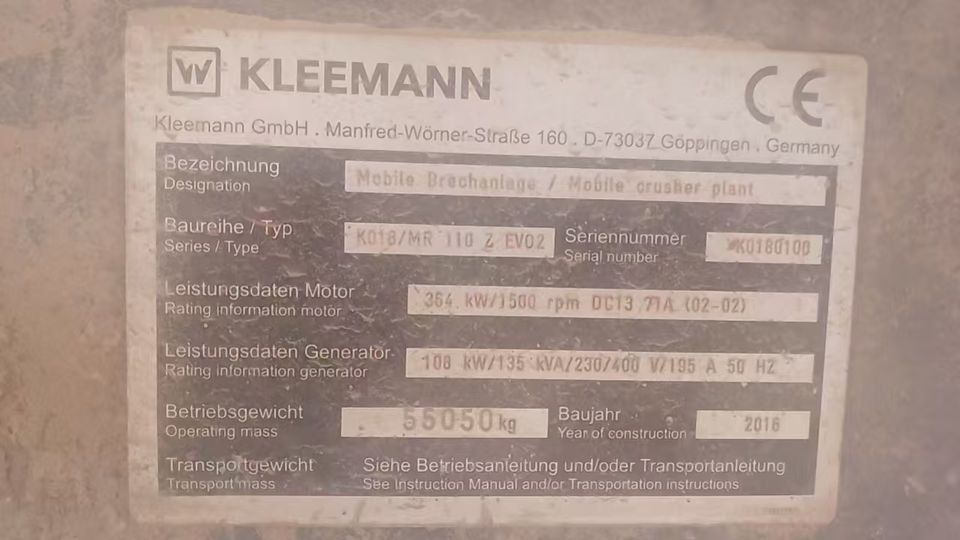 W KLEEMANN CE
Kleemann GmbH . Manfred-Wörner-Straße 160 . D-73037 Göppingen . Germany
Bezeichnung
Designation
Mobile Brechanlage / Mobile crusher plant
Baureihe / Typ
Series / Type
K018/MR 110 Z EVO2
Seriennummer
Serial number
*K0180100
Leistungsdaten Motor
Rating information motor
364 kW/1500 rpm DC13 71A (02-02)
Leistungsdaten Generator
Rating information generator
108 kW/135 kVA/230/400 V/195 A 50 HZ
Betriebsgewicht
Operating mass
55050 kg
Baujahr
Year of construction
2016
Transportgewicht
Transport mass
Siehe Betriebsanleitung und/oder Transportanleitung
See Instruction Manual and/or Transportation instructions